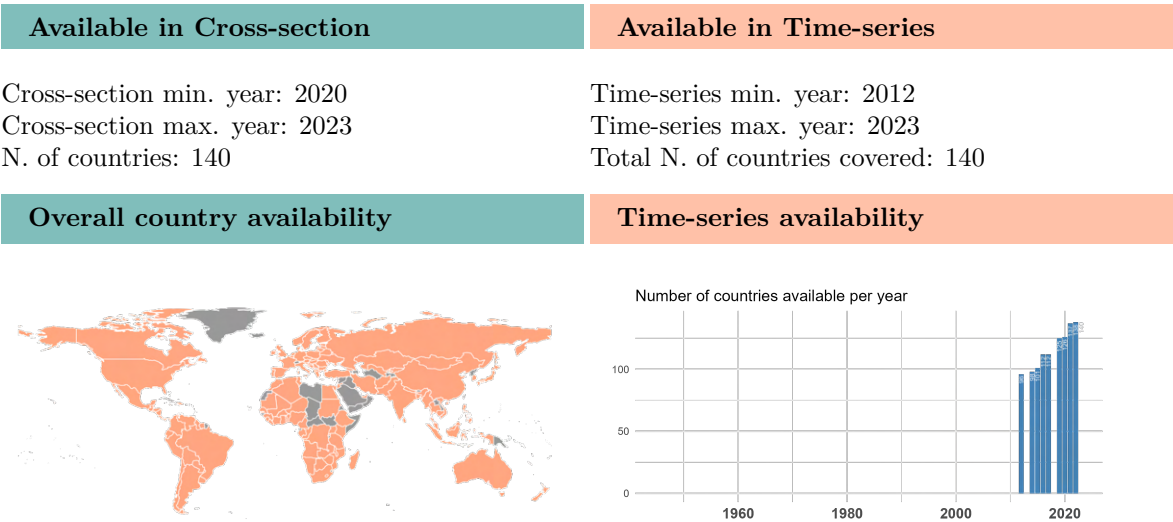 Available in Cross-section
Available in Time-series
Cross-section min. year: 2020
Cross-section max. year: 2023
N. of countries: 140
Time-series min. year: 2012
Time-series max. year: 2023
Total N. of countries covered: 140
Overall country availability
Time-series availability
Number of countries available per year
100
50
0
1960
1980
2000
2020